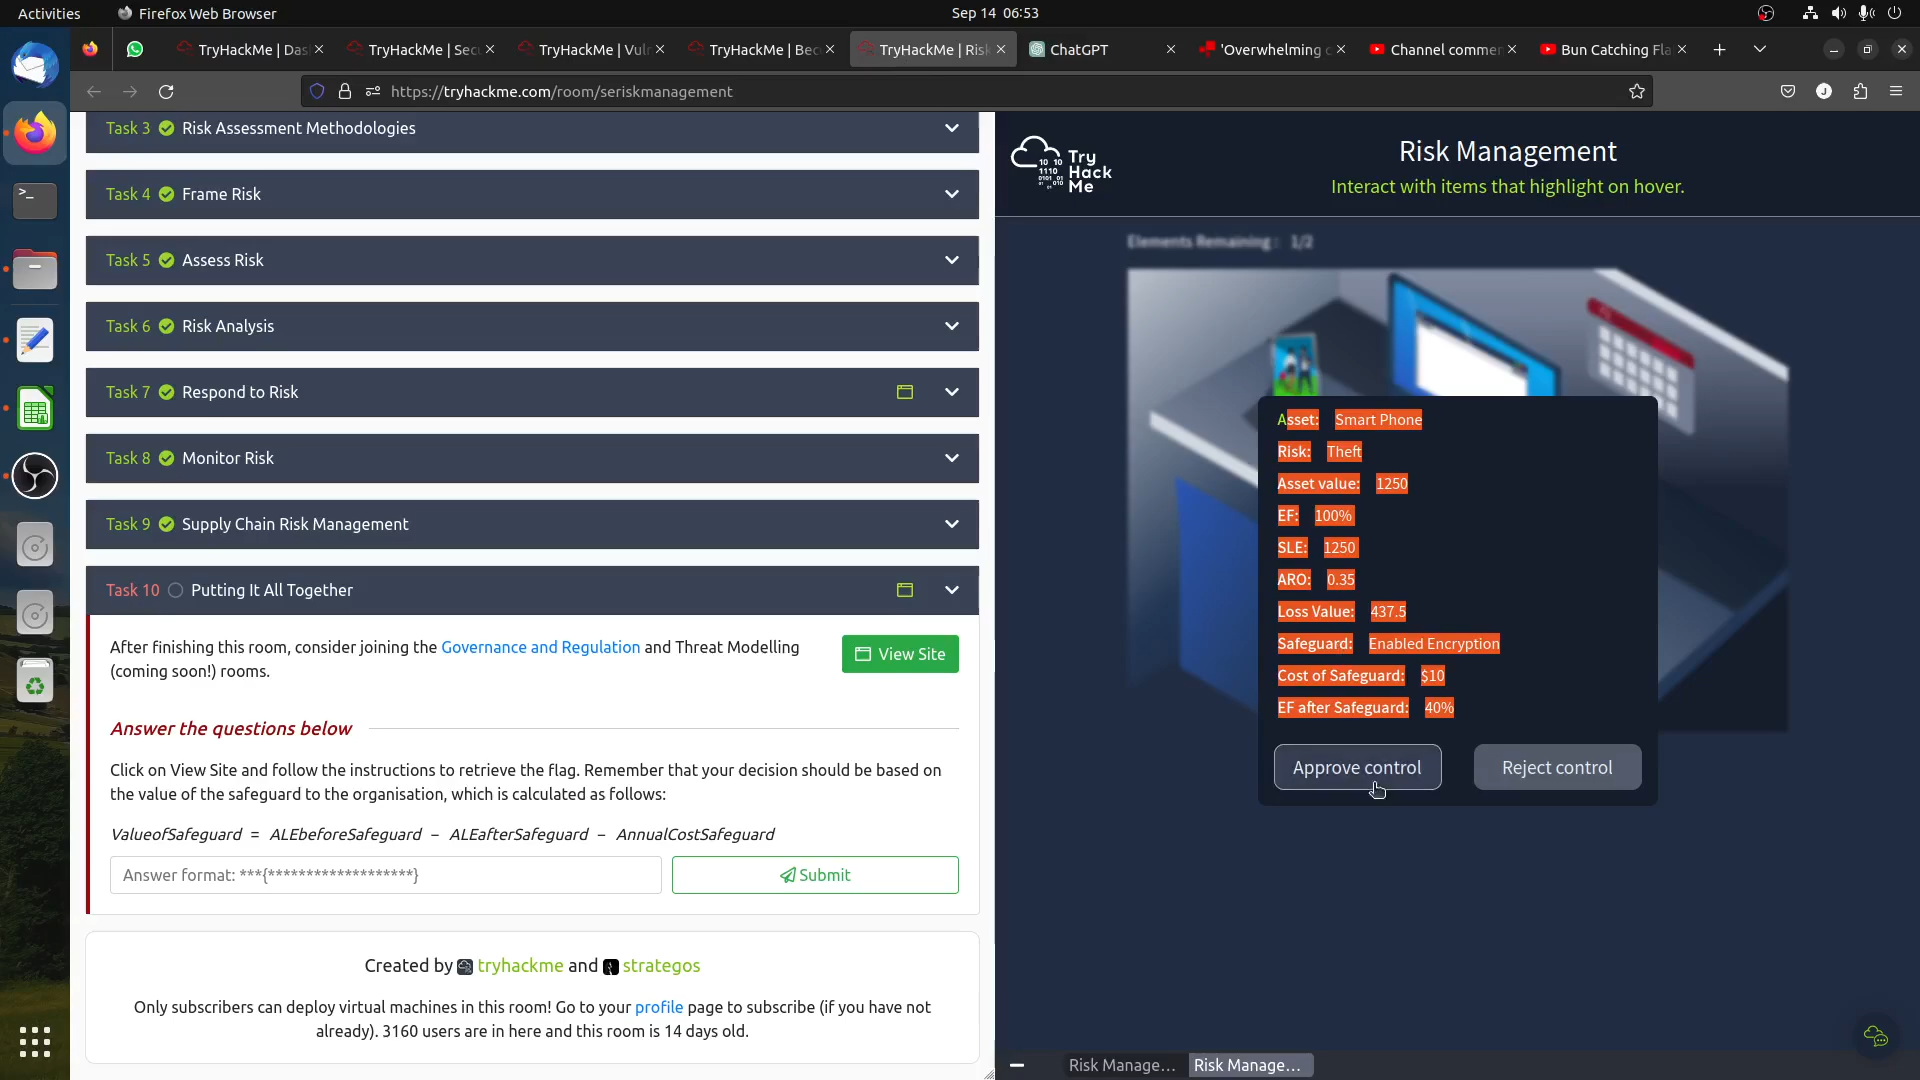 Activities
Firefox Web Browser
Sep 14 06:53
TryHackMe | Das
TryHackMe | Sec
TryHackMe | Vuln
TryHackMe | Bec
TryHackMe | Risk
ChatGPT
'Overwhelming c
Channel commen
Bun Catching Fla
https://tryhackme.com/room/seriskmanagement
Task 3 Risk Assessment Methodologies
Task 4 Frame Risk
Task 5 Assess Risk
Task 6 Risk Analysis
Task 7 Respond to Risk
Task 8 Monitor Risk
Task 9 Supply Chain Risk Management
Task 10 Putting It All Together
After finishing this room, consider joining the Governance and Regulation and Threat Modelling
(coming soon!) rooms.
View Site
Answer the questions below
Click on View Site and follow the instructions to retrieve the flag. Remember that your decision should be based on
the value of the safeguard to the organisation, which is calculated as follows:
ValueofSafeguard = ALEbeforeSafeguard − ALEafterSafeguard − AnnualCostSafeguard
Answer format: ***{*******************}
Submit
Created by tryhackme and strategos
Only subscribers can deploy virtual machines in this room! Go to your profile page to subscribe (if you have not
already). 3160 users are in here and this room is 14 days old.
Try
Hack
Me
Risk Management
Interact with items that highlight on hover.
Elements Remaining : 1/2
Asset: Smart Phone
Risk: Theft
Asset value: 1250
EF: 100%
SLE: 1250
ARO: 0.35
Loss Value: 437.5
Safeguard: Enabled Encryption
Cost of Safeguard: $10
EF after Safeguard: 40%
Approve control
Reject control
Risk Manage...
Risk Manage...